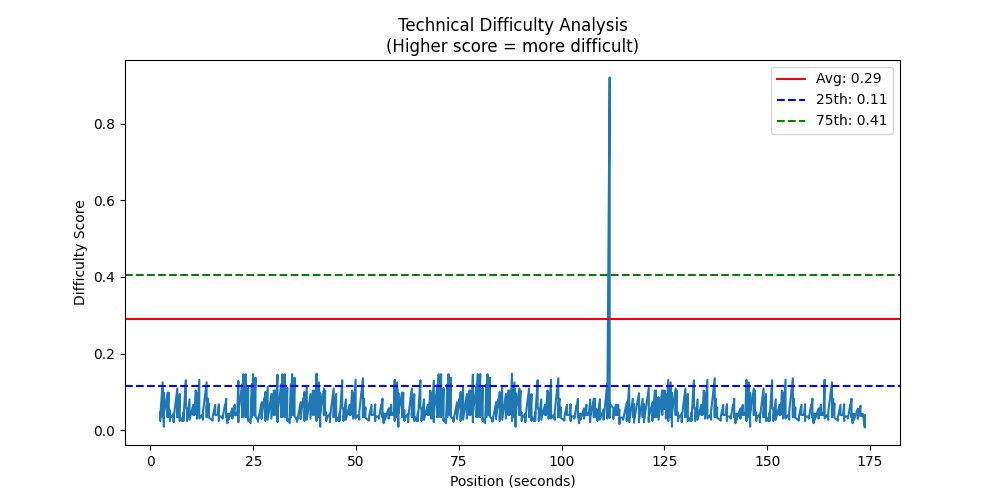 Technical Difficulty Analysis
(Higher score = more difficult)
Avg: 0.29
25th: 0.11
75th: 0.41
Difficulty Score
0.8
0.6
0.4
0.2
0.0
0 25 50 75 100 125 150 175
Position (seconds)